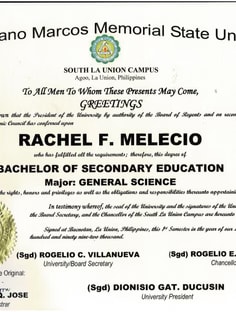 ano Marcos Memorial State Un
SOUTH LA UNION CAMPUS
Agoo, La Union, Philippines
To All Men To Whom These Presents May Come,
GREETINGS
own that the President of the University by authority of the Board of Regents and on recom
mic Council has conferred upon
RACHEL F. MELECIO
who has fulfilled all the requirements; therefore, this degree of
BACHELOR OF SECONDARY EDUCATION
Major: GENERAL SCIENCE
the rights, honors and privileges as well as the obligations and responsibilities thereunto appertaining
In testimony whereof, the seal of the University and the signatures of the
the Board Secretary, and the Chancellor of the South La Union Campus are hereunto
Signed at Bacnotan, La Union, Philippines, this 1st Semester in the year of our
hundred and ninety nine-two thousand.
(Sgd) ROGELIO C. VILLANUEVA
(Sgd) ROGELIO E.
University/Board Secretary
Chancello
e Original:
(Sgd) DIONISIO GAT. DUCUSIN
JOSE
University President
strar